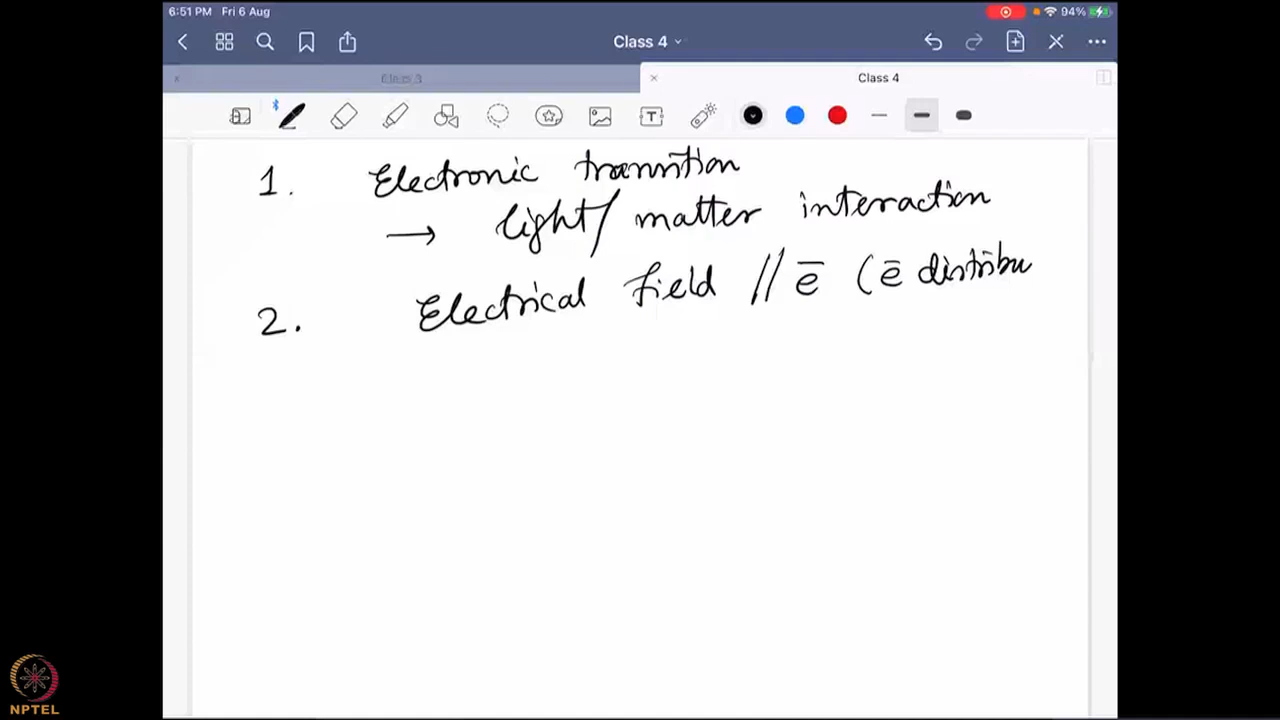 6:51 PM Fri 6 Aug
94%
Class 4
Class 3
Class 4
T
1. Electronic transition
→ light/ matter interaction
2. Electrical field // ē (ē distribu
NPTEL